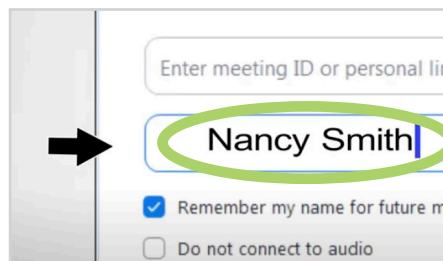 Enter meeting ID or personal
Nancy Smith
Remember my name for future
Do not connect to audio